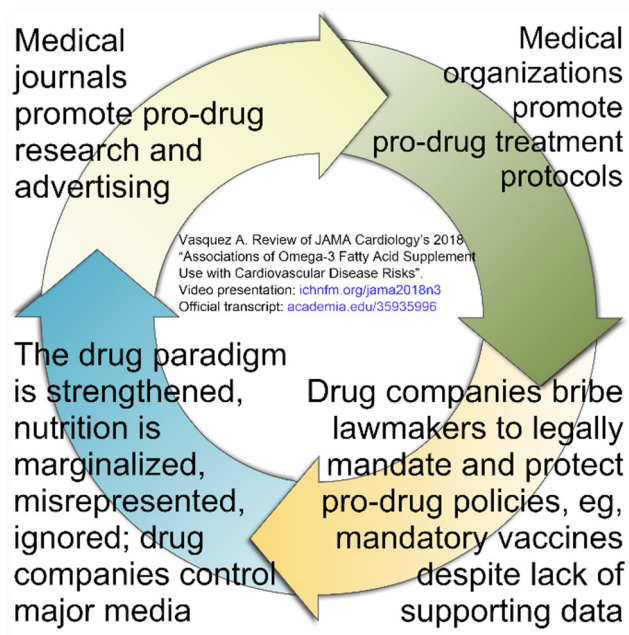 Medical
journals
promote pro-drug
research and
advertising
Medical
organizations
promote
pro-drug treatment
protocols
Vasquez A. Review of JAMA Cardiology's 2018
“Associations of Omega-3 Fatty Acid Supplement
Use with Cardiovascular Disease Risks”.
Video presentation: ichnfm.org/jama2018n3
Official transcript: academia.edu/35935996
The drug paradigm
is strengthened,
nutrition is
marginalized,
misrepresented,
ignored; drug
companies control
major media
Drug companies bribe
lawmakers to legally
mandate and protect
pro-drug policies, eg,
mandatory vaccines
despite lack of
supporting data